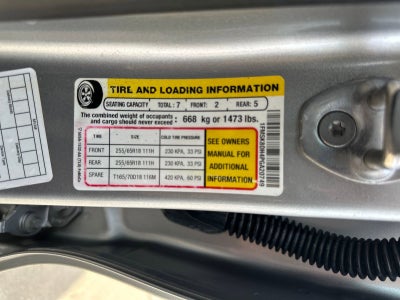 TIRE AND LOADING INFORMATION
SEATING CAPACITY TOTAL: 7 FRONT: 2 REAR: 5
The combined weight of occupants
and cargo should never exceed : 668 kg or 1473 lbs.
TIRE SIZE COLD TIRE PRESSURE
FRONT 255/65R18 111H 230 KPA, 33 PSI
REAR 255/65R18 111H 230 KPA, 33 PSI
SPARE T165/70D18 116M 420 KPA, 60 PSI
SEE OWNERS
MANUAL FOR
ADDITIONAL
INFORMATION